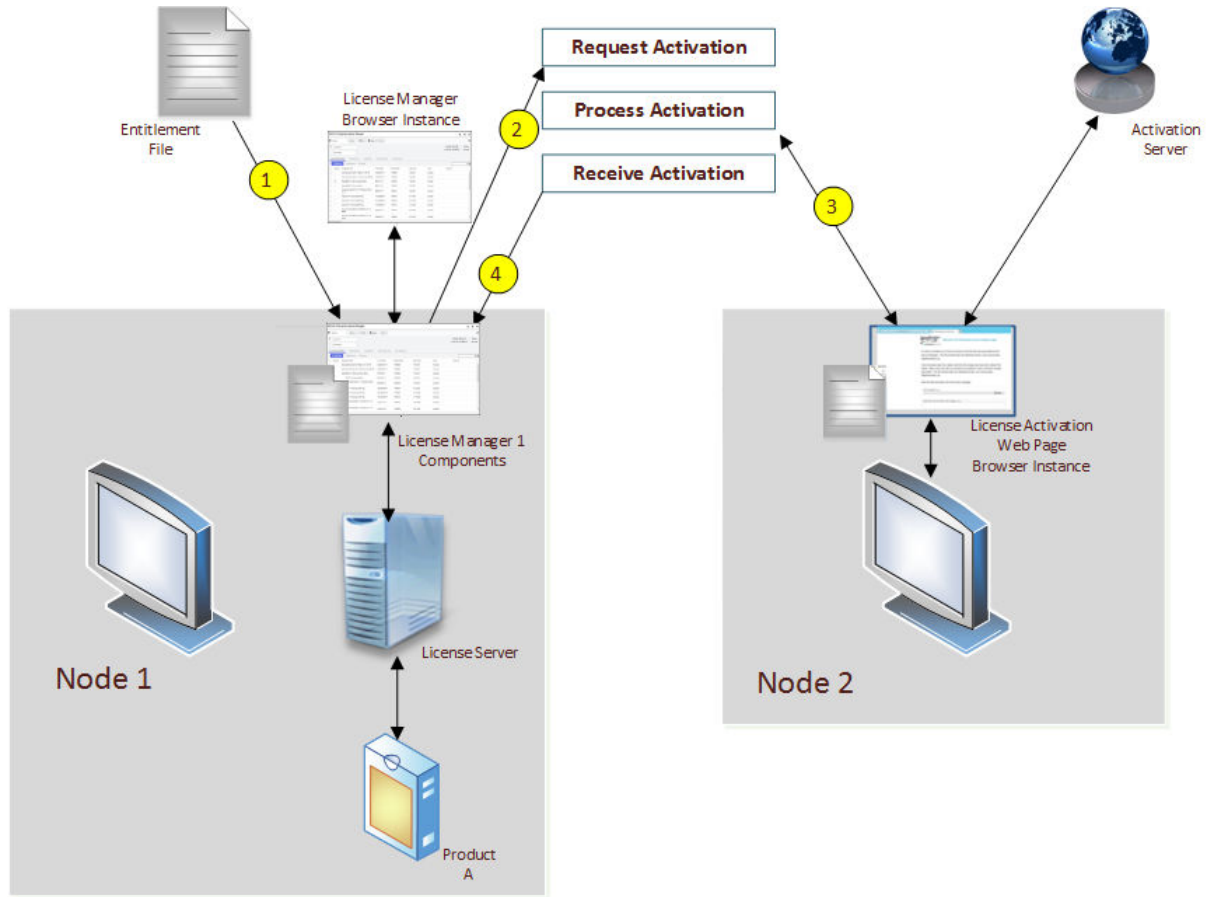 Entitlement
File
License Manager
Browser Instance
Request Activation
Process Activation
Receive Activation
Activation
Server
1
2
3
4
License Manager 1
Components
License Activation
Web Page
Browser Instance
License Server
Node 1
Node 2
Product
A